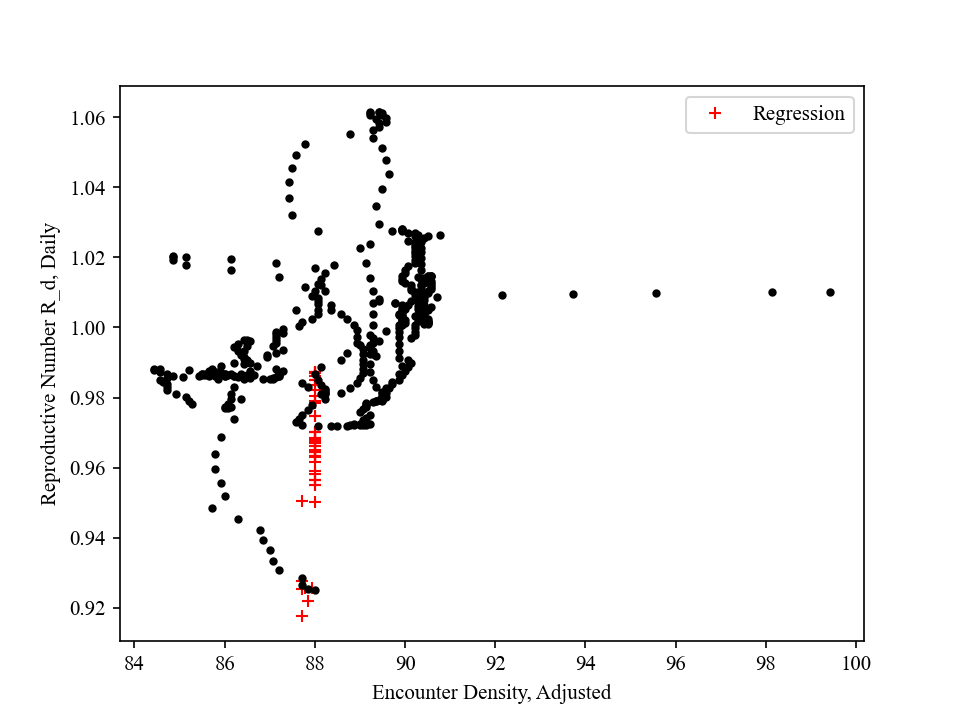 Regression
1.06
1.04
1.02
1.00
0.98
0.96
0.94
0.92
Reproductive Number R_d, Daily
84 86 88 90 92 94 96 98 100
Encounter Density, Adjusted